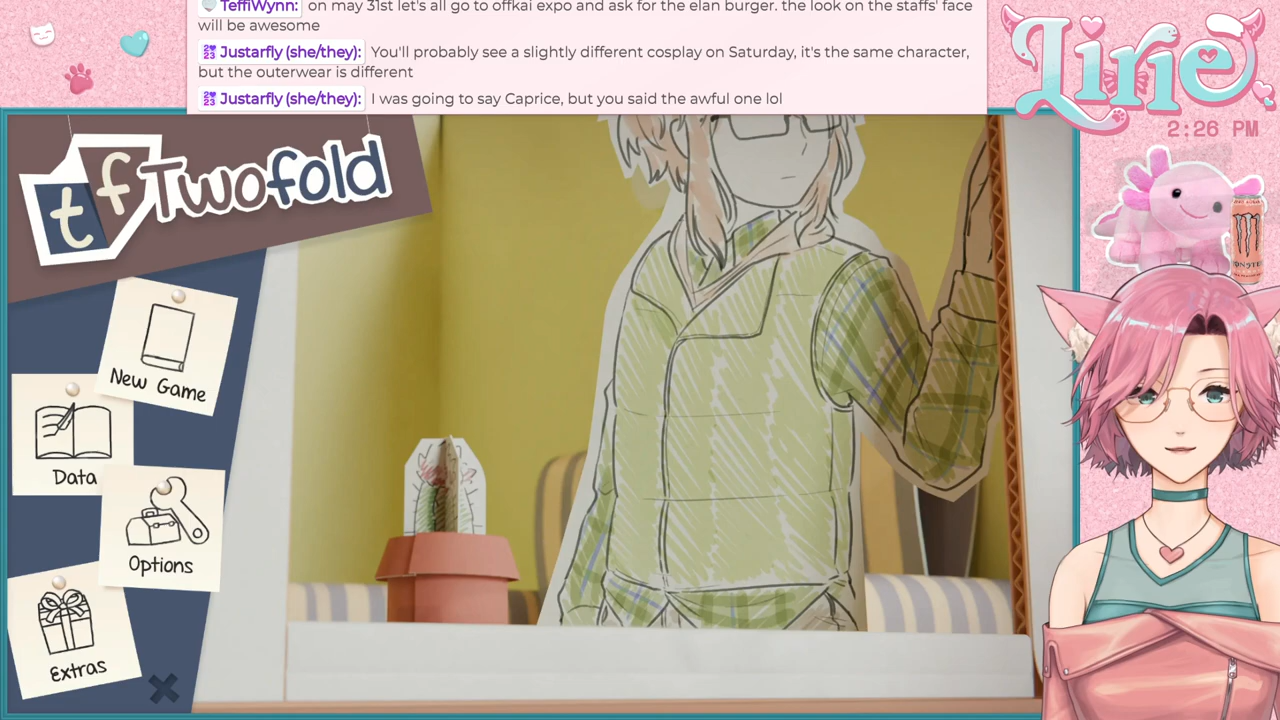 TeffiWynn: on may 31st let's all go to offkai expo and ask for the elan burger. the look on the staffs' face
will be awesome
Justarfly (she/they): You'll probably see a slightly different cosplay on Saturday, it's the same character,
but the outerwear is different
Justarfly (she/they): I was going to say Caprice, but you said the awful one lol
Lirie
2:26 PM
tf Twofold
New Game
Data
Options
Extras
MONSTER